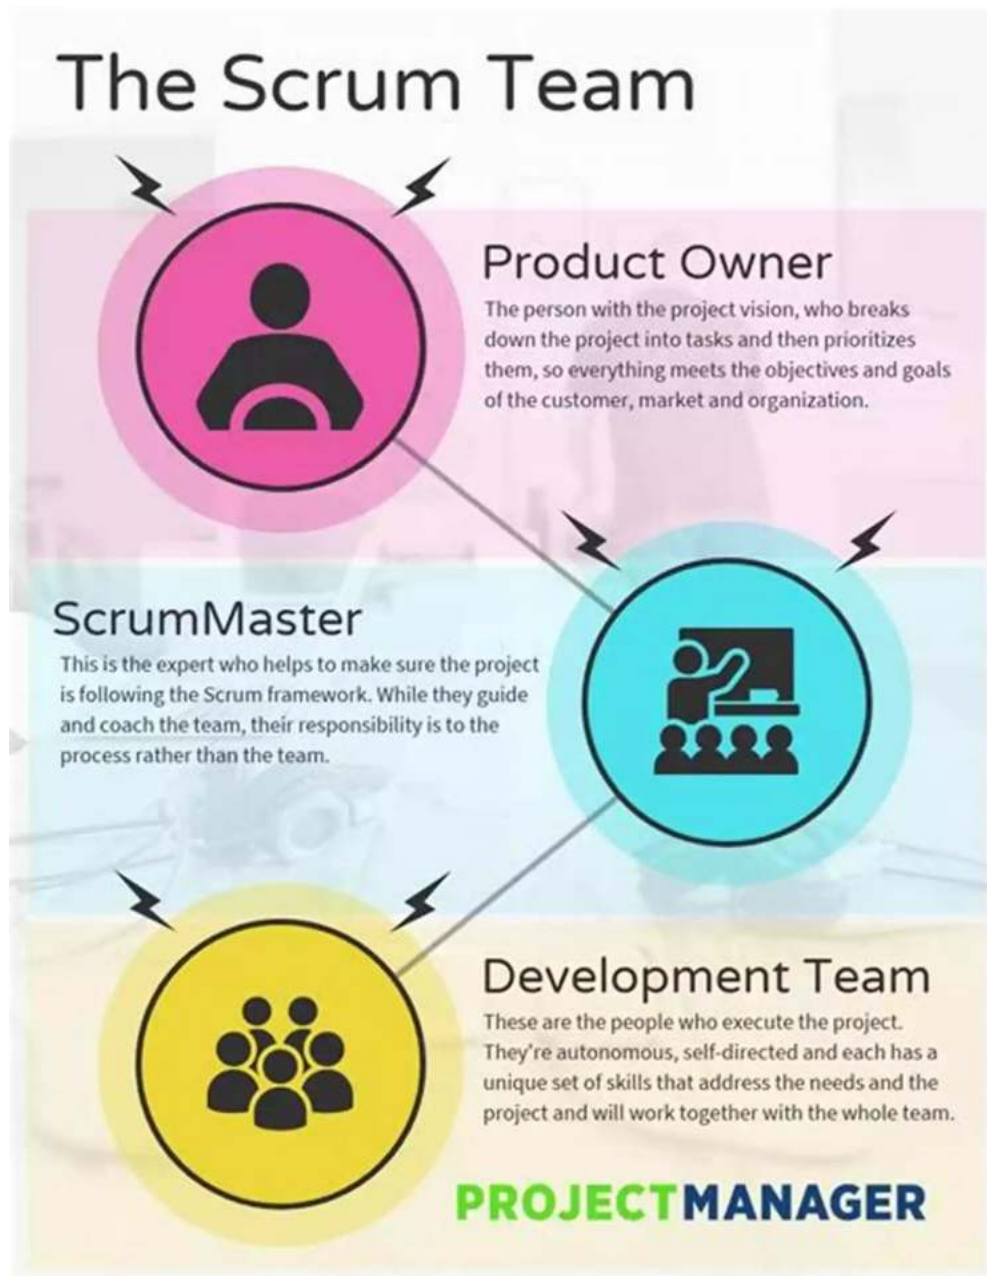 The Scrum Team
Product Owner
The person with the project vision, who breaks
down the project into tasks and then prioritizes
them, so everything meets the objectives and goals
of the customer, market and organization.
ScrumMaster
This is the expert who helps to make sure the project
is following the Scrum framework. While they guide
and coach the team, their responsibility is to the
process rather than the team.
Development Team
These are the people who execute the project.
They're autonomous, self-directed and each has a
unique set of skills that address the needs and the
project and will work together with the whole team.
PROJECTMANAGER